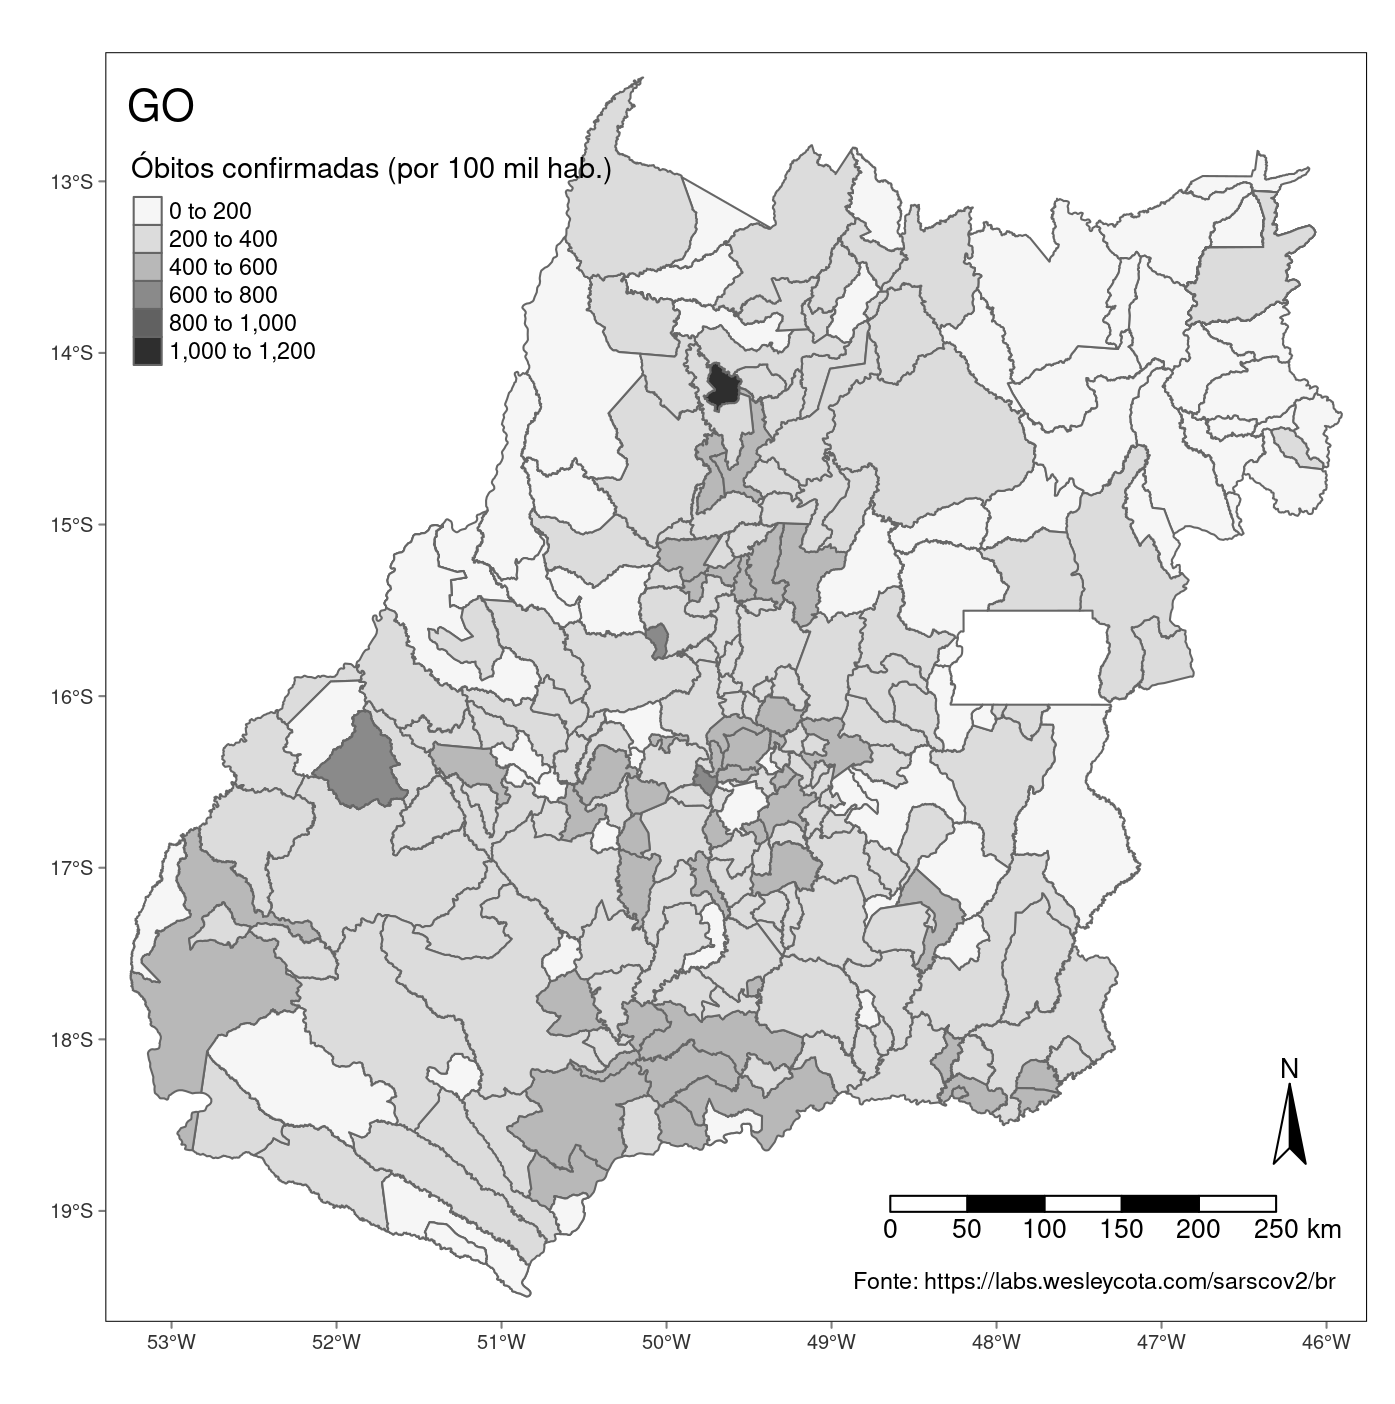 GO
Óbitos confirmadas (por 100 mil hab.)
0 to 200
200 to 400
400 to 600
600 to 800
800 to 1,000
1,000 to 1,200
13°S
14°S
15°S
16°S
17°S
18°S
19°S
N
0 50 100 150 200 250 km
Fonte: https://labs.wesleycota.com/sarscov2/br
53°W 52°W 51°W 50°W 49°W 48°W 47°W 46°W